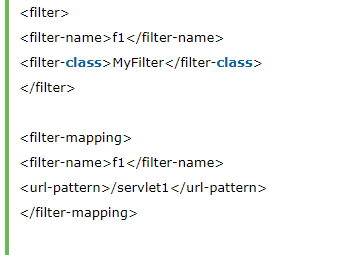 <filter>
<filter-name>f1</filter-name>
<filter-class>MyFilter</filter-class>
</filter>
<filter-mapping>
<filter-name>f1</filter-name>
<url-pattern>/servlet1</url-pattern>
</filter-mapping>